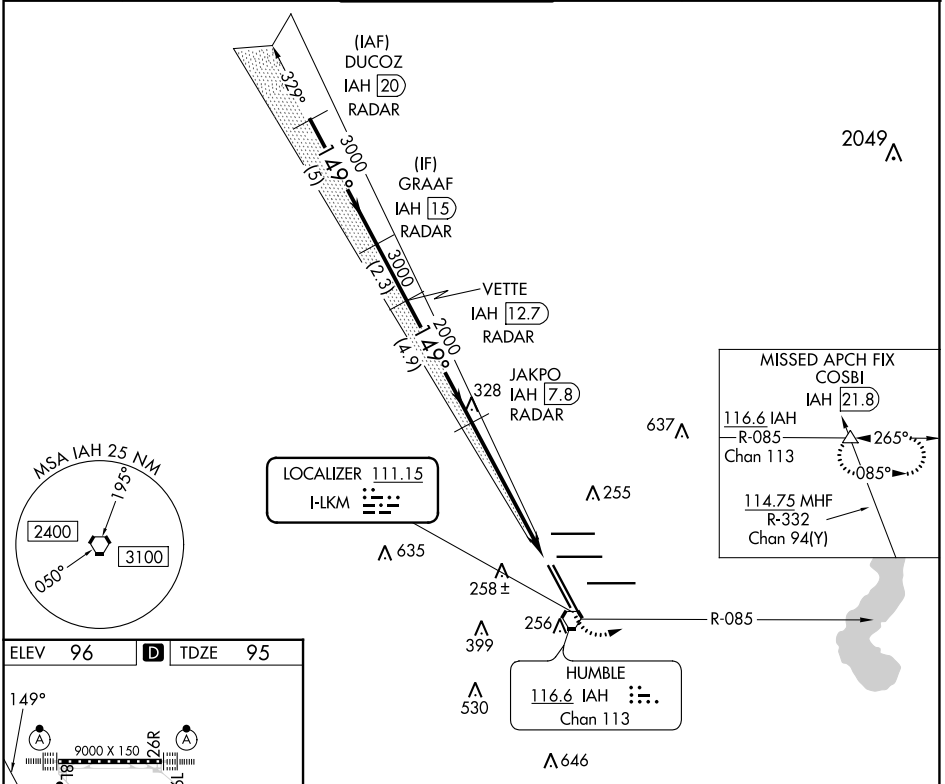 (IAF)
DUCOZ
IAH 20
RADAR
329°
3000
149°
(5)
(IF)
GRAAF
IAH 15
RADAR
2049
3000
(2.3)
VETTE
IAH 12.7
RADAR
2000
149°
(4.9)
JAKPO
IAH 7.8
RADAR
328
637
MISSED APCH FIX
COSBI
IAH 21.8
116.6 IAH
R-085
Chan 113
265°
085°
114.75 MHF
R-332
Chan 94(Y)
MSA IAH 25 NM
195°
2400
3100
050°
LOCALIZER 111.15
I-LKM
255
635
258 ±
256
R-085
399
HUMBLE
116.6 IAH
Chan 113
530
646
ELEV 96 D TDZE 95
149°
A
A
9000 X 150
26R